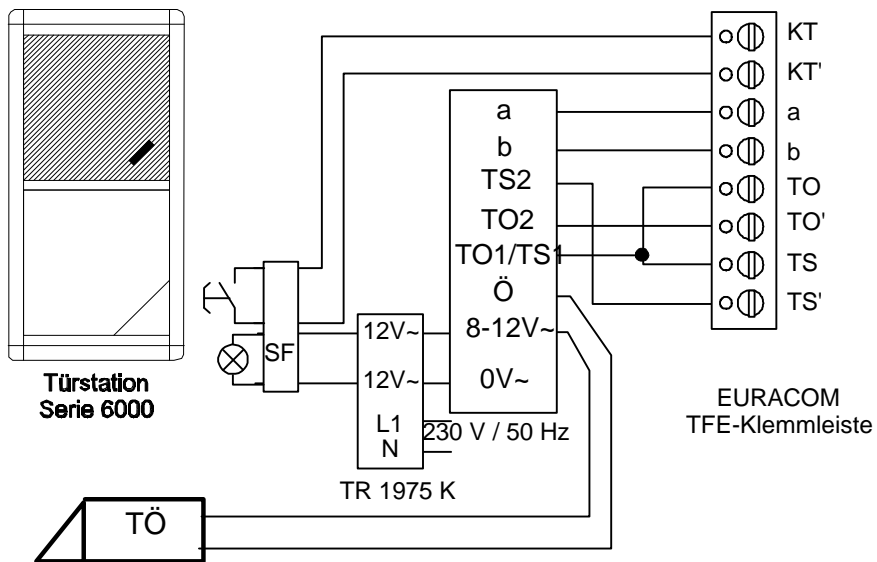 KT
KT'
a
b
TO
TO'
TS
TS'
a
b
TS2
TO2
TO1/TS1
Ö
8-12V~
0V~
SF
12V~
12V~
L1
N
230 V / 50 Hz
TR 1975 K
Türstation
Serie 6000
EURACOM
TFE-Klemmleiste
TÖ